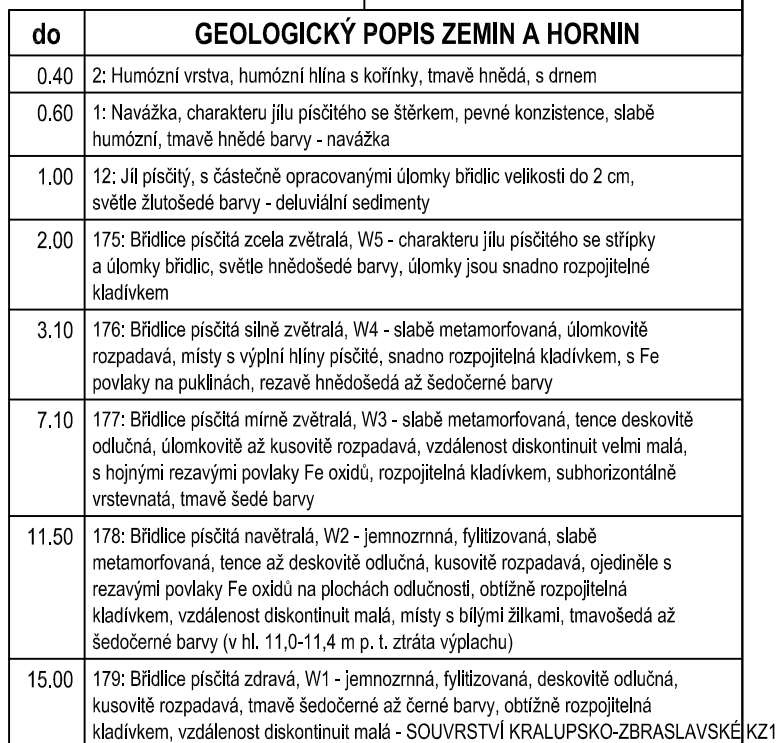 do GEOLOGICKÝ POPIS ZEMIN A HORNIN
0.40 2: Humózní vrstva, humózní hlína s kořínky, tmavě hnědá, s drnem
0.60 1: Navážka, charakteru jílu písčitého se štěrkem, pevné konzistence, slabě
humózní, tmavě hnědé barvy - navážka
1.00 12: Jíl písčitý, s částečně opracovanými úlomky břidlic velikosti do 2 cm,
světle žlutošedé barvy - deluviální sedimenty
2.00 175: Břidlice písčitá zcela zvětralá, W5 - charakteru jílu písčitého se střípky
a úlomky břidlic, světle hnědošedé barvy, úlomky jsou snadno rozpojitelné
kladívkem
3.10 176: Břidlice písčitá silně zvětralá, W4 - slabě metamorfovaná, úlomkovitě
rozpadavá, místy s výplní hlíny písčité, snadno rozpojitelná kladívkem, s Fe
povlaky na puklinách, rezavě hnědošedá až šedočerné barvy
7.10 177: Břidlice písčitá mírně zvětralá, W3 - slabě metamorfovaná, tence deskovitě
odlučná, úlomkovitě až kusovitě rozpadavá, vzdálenost diskontinuit velmi malá,
s hojnými rezavými povlaky Fe oxidů, rozpojitelná kladívkem, subhorizontálně
vrstevnatá, tmavě šedé barvy
11.50 178: Břidlice písčitá navětralá, W2 - jemnozrnná, fylitizovaná, slabě
metamorfovaná, tence až deskovitě odlučná, kusovitě rozpadavá, ojediněle s
rezavými povlaky Fe oxidů na plochách odlučnosti, obtížně rozpojitelná
kladívkem, vzdálenost diskontinuit malá, místy s bílými žilkami, tmavošedá až
šedočerné barvy (v hl. 11,0-11,4 m p. t. ztráta výplachu)
15.00 179: Břidlice písčitá zdravá, W1 - jemnozrnná, fylitizovaná, deskovitě odlučná,
kusovitě rozpadavá, tmavě šedočerné až černé barvy, obtížně rozpojitelná
kladívkem, vzdálenost diskontinuit malá - SOUVRSTVÍ KRALUPSKO-ZBRASLAVSKÉ KZ1